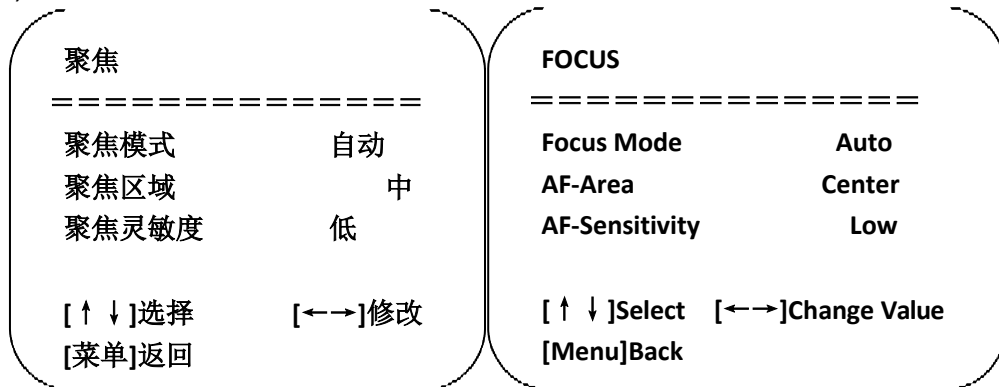 聚焦
===============
聚焦模式 自动
聚焦区域 中
聚焦灵敏度 低
[↑↓]选择 [←→]修改
[菜单]返回
FOCUS
===============
Focus Mode Auto
AF-Area Center
AF-Sensitivity Low
[↑↓]Select [←→]Change Value
[Menu]Back